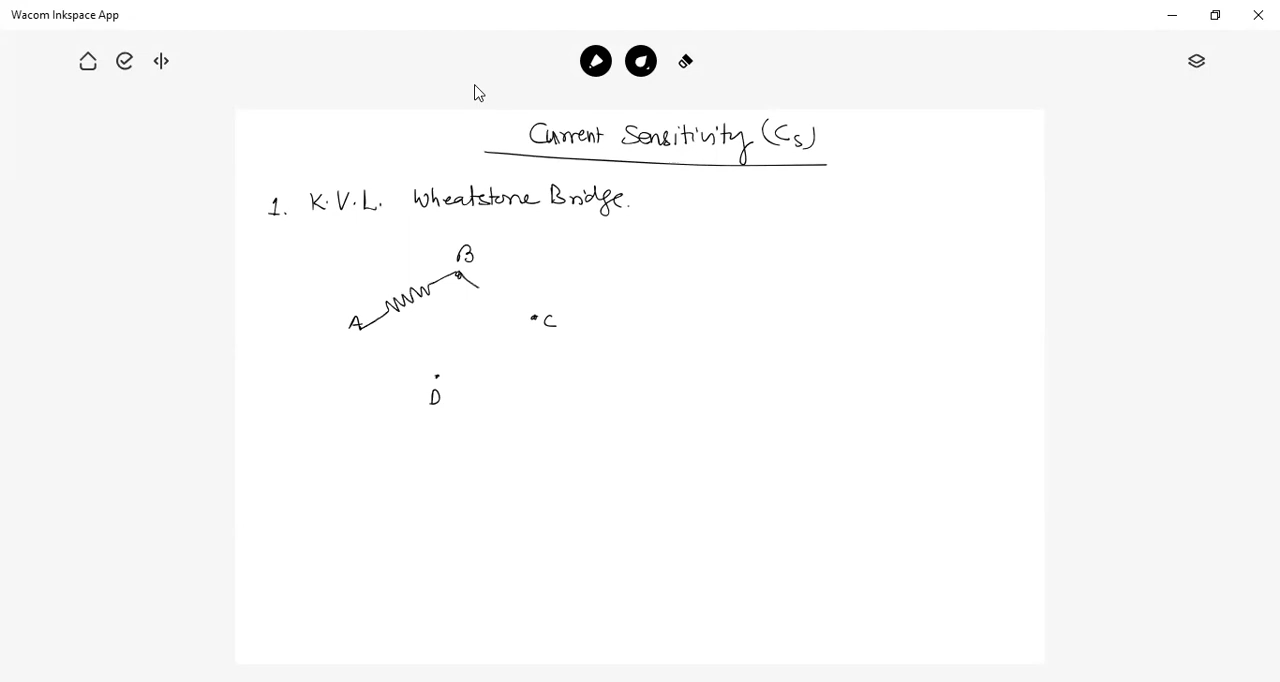 Wacom Inkspace App
Current Sensitivity (Cs)
1. K.V.L. Wheatstone Bridge.
B
A
C
D